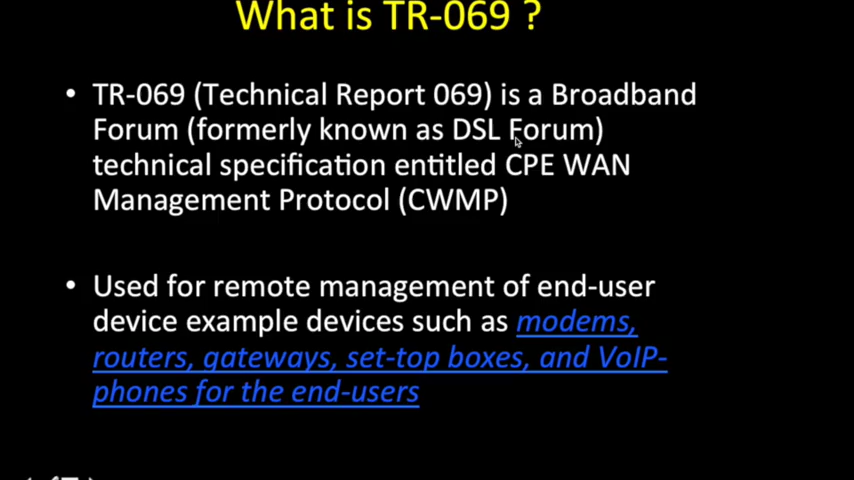 What is TR-069 ?
• TR-069 (Technical Report 069) is a Broadband
Forum (formerly known as DSL Forum)
technical specification entitled CPE WAN
Management Protocol (CWMP)
• Used for remote management of end-user
device example devices such as modems,
routers, gateways, set-top boxes, and VoIP-
phones for the end-users